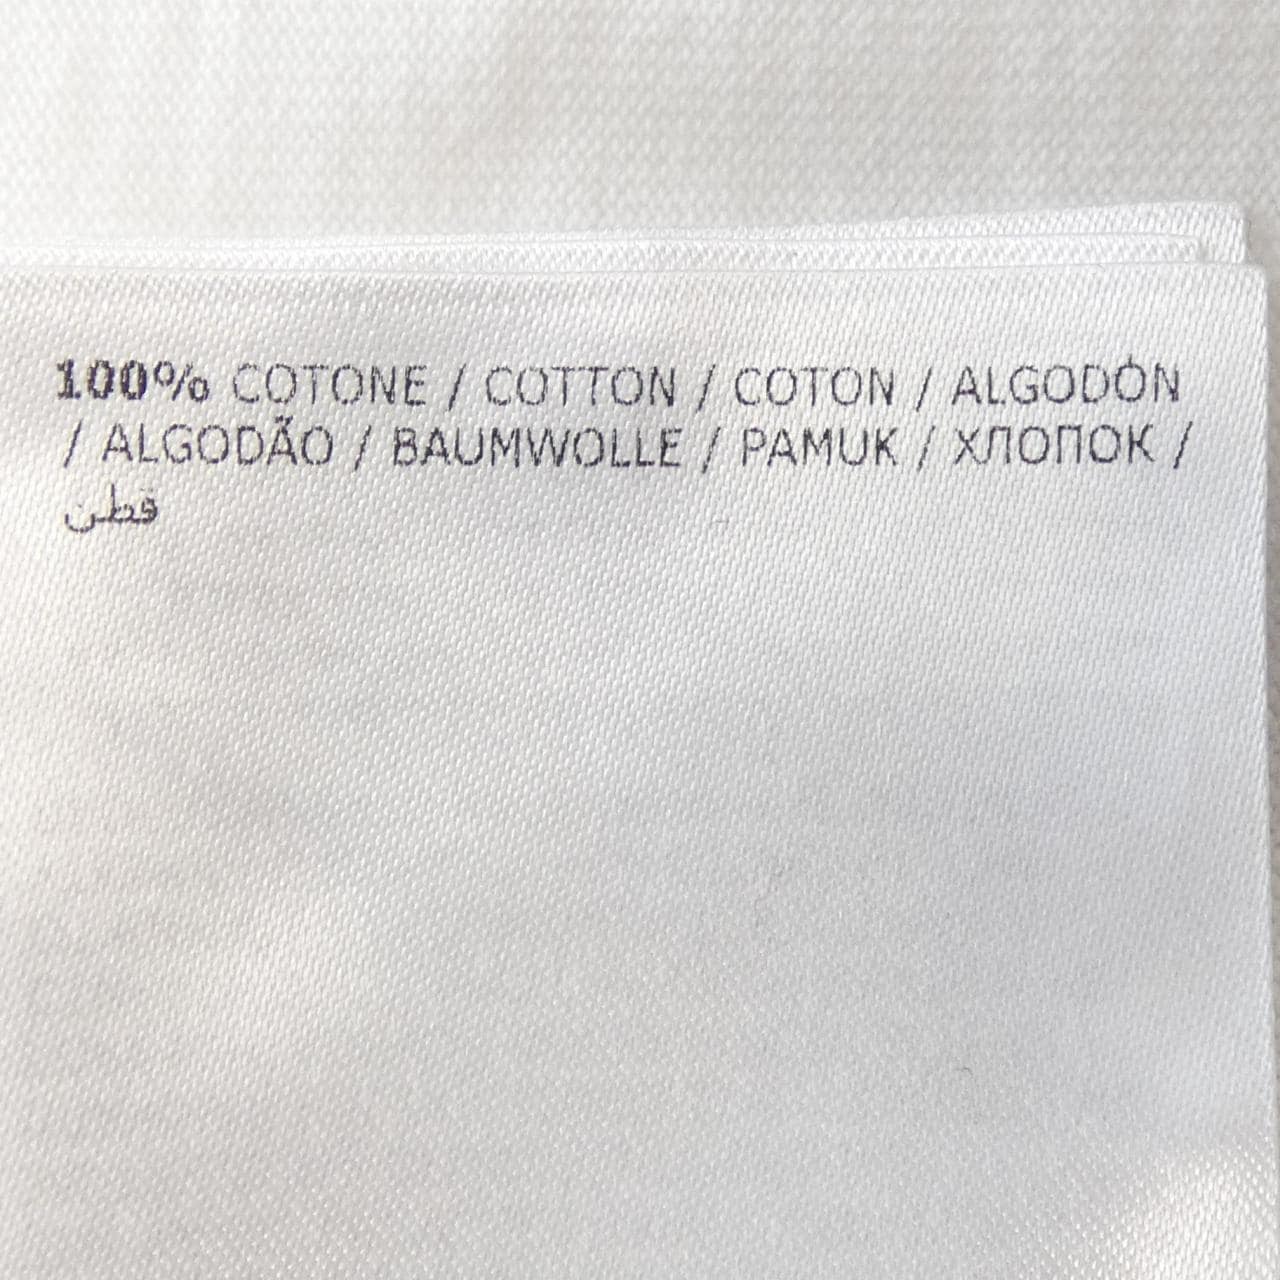 100% COTONE / COTTON / COTON / ALGODÓN
/ ALGODÃO / BAUMWOLLE / PAMUK / ХЛОПОК /
قطن